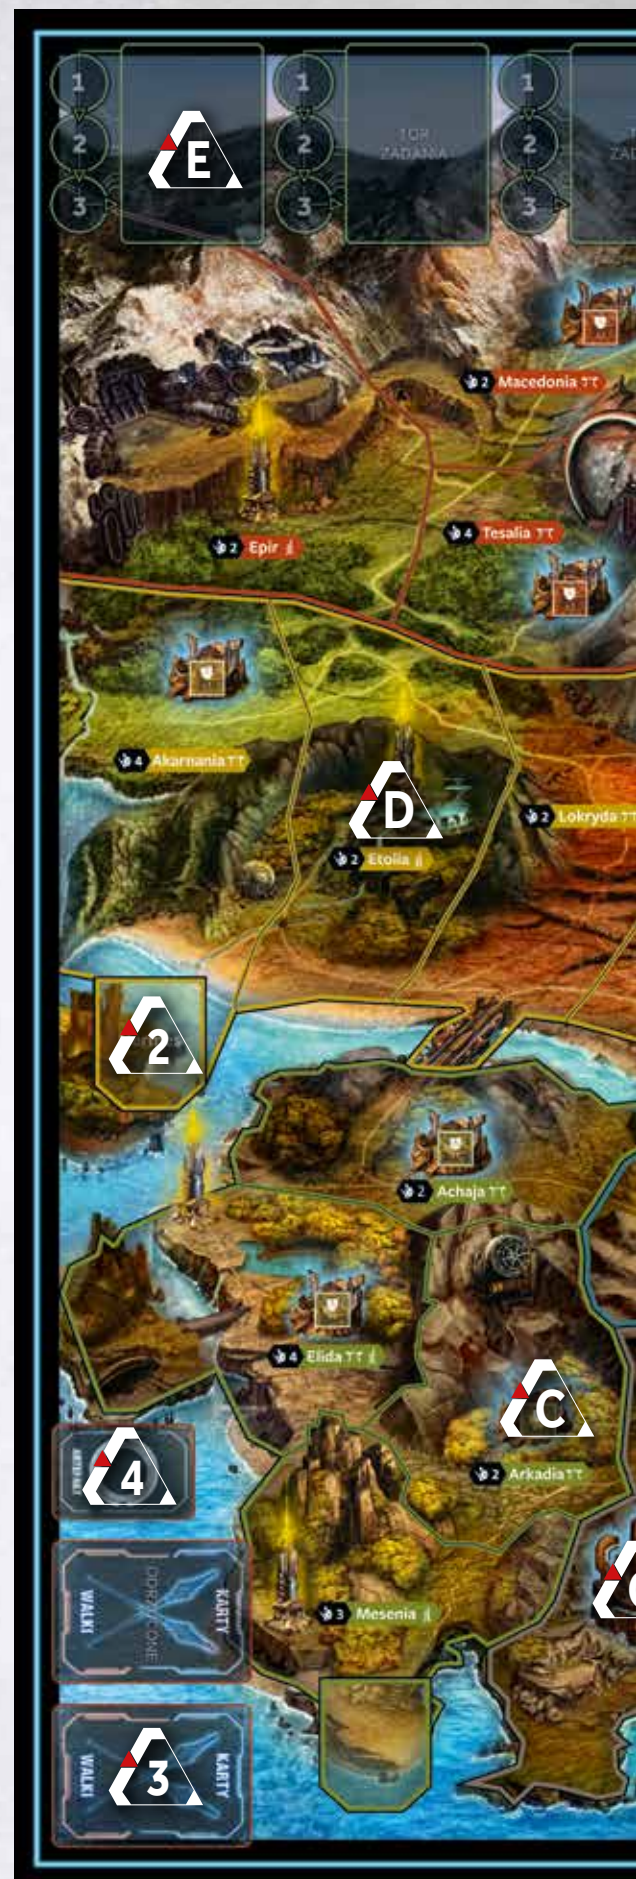 1
2
3
E
1
2
3
TOR
ZADANIA
1
2
3
2 Macedonia
4 Tesalia
2 Epir
4 Akarnania
D
2 Etolia
2 Lokryda
2
2 Achaja
4 Elida
C
2 Arkadia
4
KARTY
ODRZUCONE
WALKI
3 Mesenia
KARTY
3
WALKI